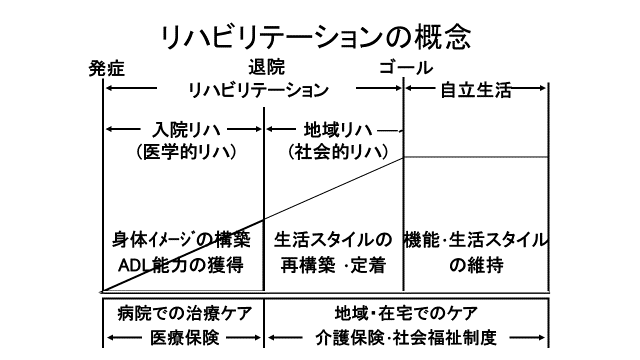 リハビリテーションの概念
発症 退院 ゴール
リハビリテーション 自立生活
入院リハ 地域リハ
(医学的リハ) (社会的リハ)
身体イメージの構築 生活スタイルの 機能・生活スタイル
ADL能力の獲得 再構築・定着 の維持
病院での治療ケア 地域・在宅でのケア
医療保険 介護保険・社会福祉制度